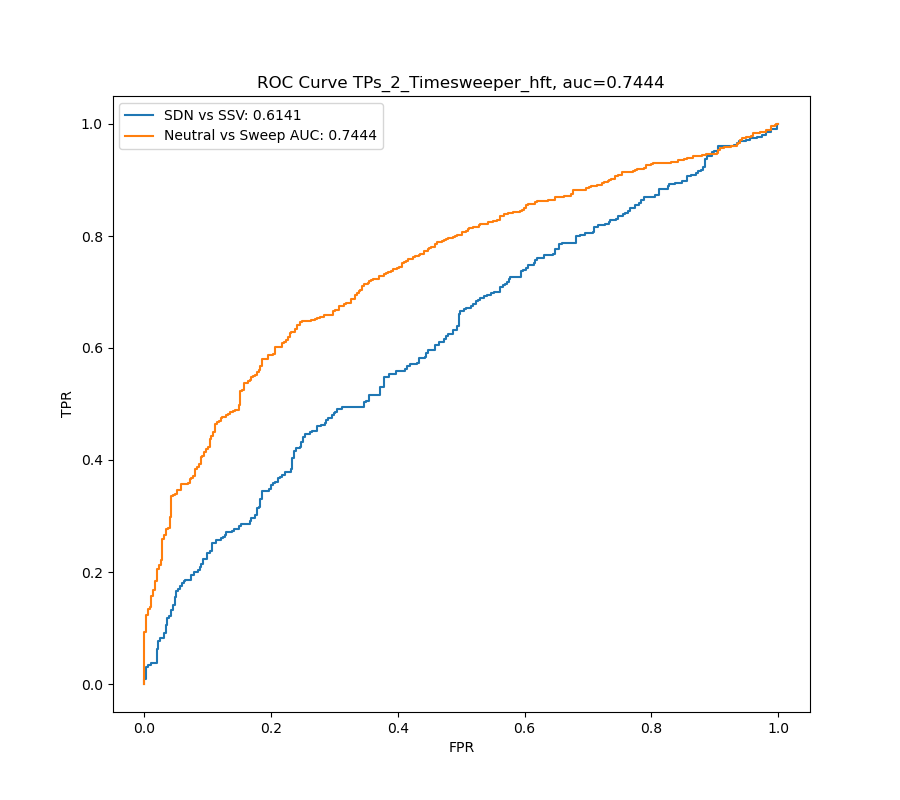 ROC Curve TPs_2_Timesweeper_hft, auc=0.7444
SDN vs SSV: 0.6141
Neutral vs Sweep AUC: 0.7444
1.0
0.8
0.6
0.4
0.2
0.0
TPR
0.0 0.2 0.4 0.6 0.8 1.0
FPR